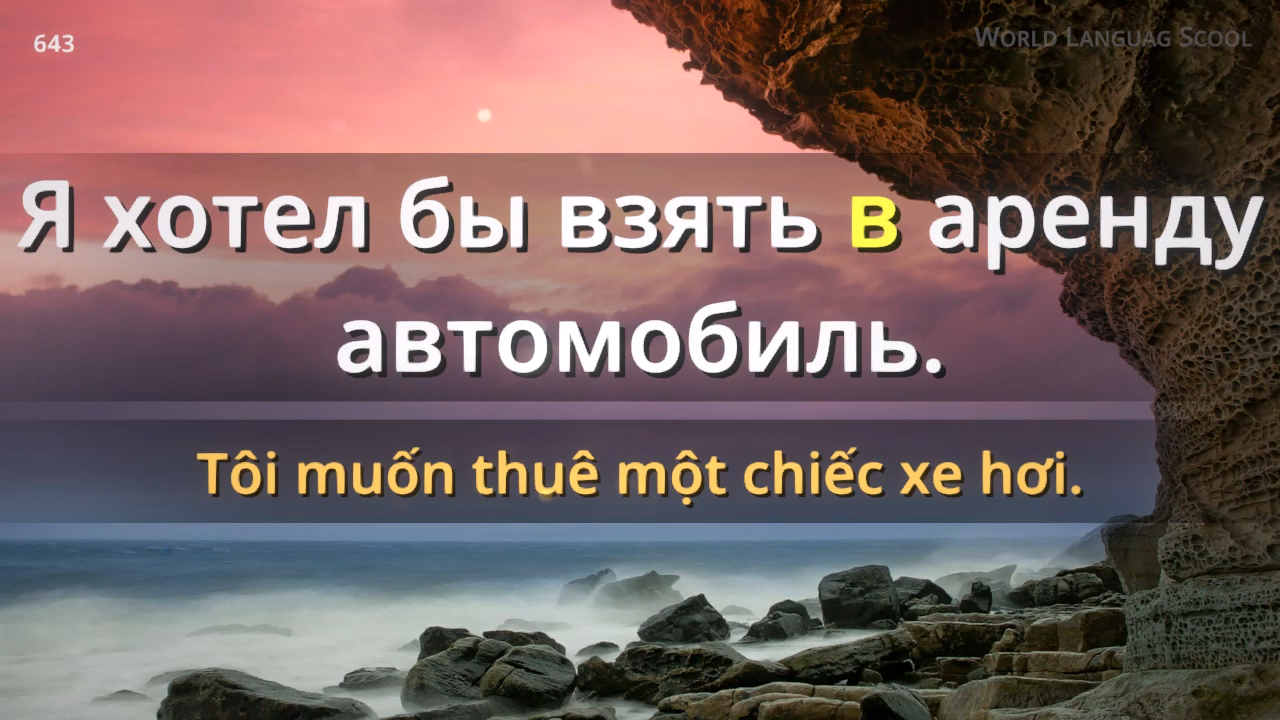 643
World Languag Scool
Я хотел бы взять в аренду
автомобиль.
Tôi muốn thuê một chiếc xe hơi.